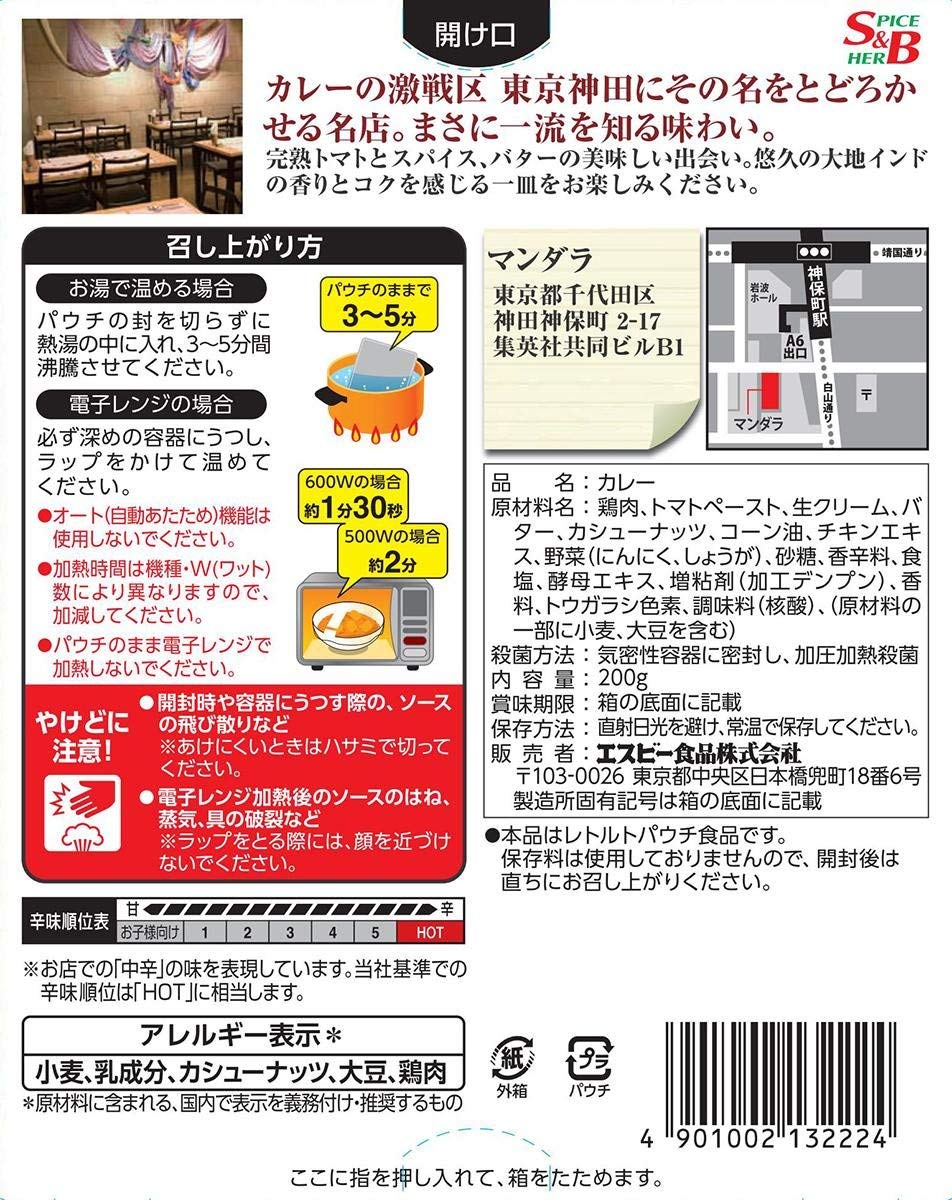 開け口
SPICE
&
HERB
カレーの激戦区 東京神田にその名をとどろか
せる名店。まさに一流を知る味わい。
完熟トマトとスパイス、バターの美味しい出会い。悠久の大地インド
の香りとコクを感じる一皿をお楽しみください。
召し上がり方
お湯で温める場合
パウチの封を切らずに
熱湯の中に入れ、3~5分間
沸騰させてください。
パウチのままで
3~5分
電子レンジの場合
必ず深めの容器にうつし、
ラップをかけて温めて
ください。
●オート(自動あたため)機能は
使用しないでください。
●加熱時間は機種・W(ワット)
数により異なりますので、
加減してください。
●パウチのまま電子レンジで
加熱しないでください。
600Wの場合
約1分30秒
500Wの場合
約2分
やけどに
注意!
●開封時や容器にうつす際の、ソース
の飛び散りなど
※あけにくいときはハサミで切って
ください。
●電子レンジ加熱後のソースのはね、
蒸気、具の破裂など
※ラップをとる際には、顔を近づけ
ないでください。
辛味順位表
甘 辛
お子様向け 1 2 3 4 5 HOT
※お店での「中辛」の味を表現しています。当社基準での
辛味順位は「HOT」に相当します。
アレルギー表示*
小麦、乳成分、カシューナッツ、大豆、鶏肉
*原材料に含まれる、国内で表示を義務付け・推奨するもの
マンダラ
東京都千代田区
神田神保町 2-17
集英社共同ビルB1
靖国通り
神保町駅
岩波
ホール
A6
出口
白山通り
〒
マンダラ
品名:カレー
原材料名:鶏肉、トマトペースト、生クリーム、バ
ター、カシューナッツ、コーン油、チキンエキ
ス、野菜(にんにく、しょうが)、砂糖、香辛料、食
塩、酵母エキス、増粘剤(加工デンプン)、香
料、トウガラシ色素、調味料(核酸)、(原材料の
一部に小麦、大豆を含む)
殺菌方法:気密性容器に密封し、加圧加熱殺菌
内容量:200g
賞味期限:箱の底面に記載
保存方法:直射日光を避け、常温で保存してください。
販売者:エスビー食品株式会社
〒103-0026 東京都中央区日本橋兜町18番6号
製造所固有記号は箱の底面に記載
●本品はレトルトパウチ食品です。
保存料は使用しておりませんので、開封後は
直ちにお召し上がりください。
紙
外箱
プラ
パウチ
4 901002 132224
ここに指を押し入れて、箱をたためます。